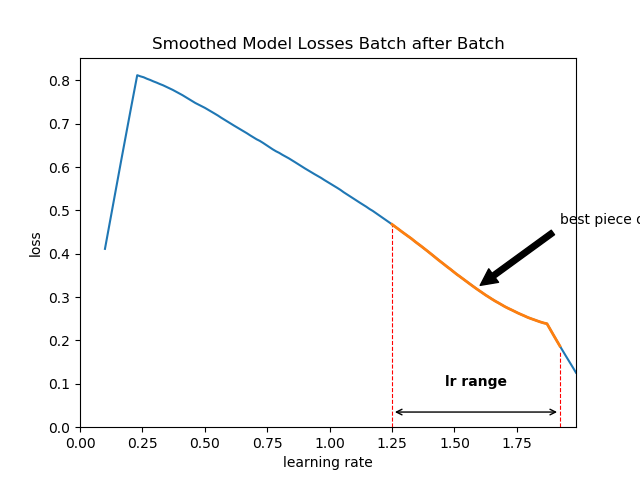 Smoothed Model Losses Batch after Batch
0.8
0.7
0.6
0.5
0.4
0.3
0.2
0.1
0.0
loss
best piece
lr range
0.00 0.25 0.50 0.75 1.00 1.25 1.50 1.75
learning rate